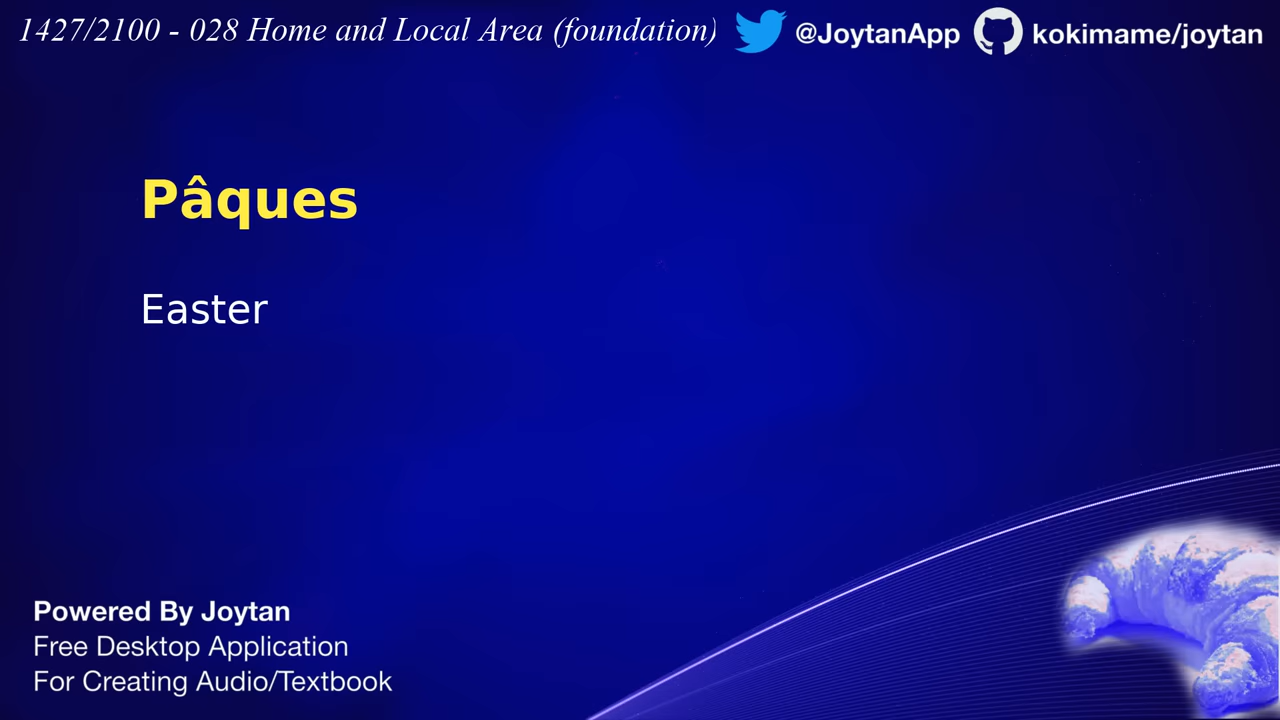 1427/2100 - 028 Home and Local Area (foundation) @JoytanApp kokimame/joytan
Pâques
Easter
Powered By Joytan
Free Desktop Application
For Creating Audio/Textbook